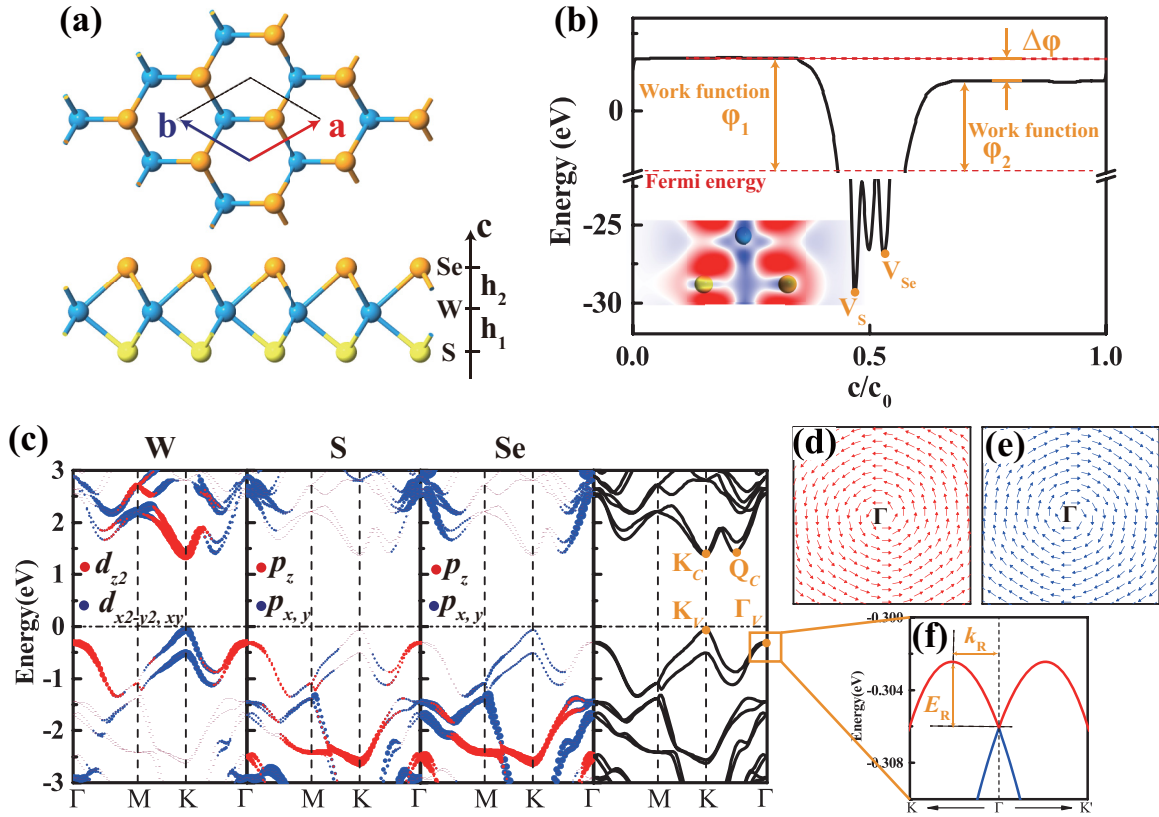 (a)
b
a
c
Se
h2
W
h1
S
(b)
Energy (eV)
0
-25
-30
Work function
φ1
Δφ
Work function
φ2
Fermi energy
VS
VSe
0.0
0.5
1.0
c/c0
(c)
W
S
Se
Energy(eV)
3
2
1
0
-1
-2
-3
dz2
dx2-y2, xy
pz
px, y
pz
px, y
KC
QC
KV
ΓV
Γ
M
K
Γ
M
K
Γ
M
K
Γ
M
K
Γ
(d)
Γ
(e)
Γ
(f)
Energy(eV)
-0.300
-0.304
-0.308
kR
ER
K
Γ
K'